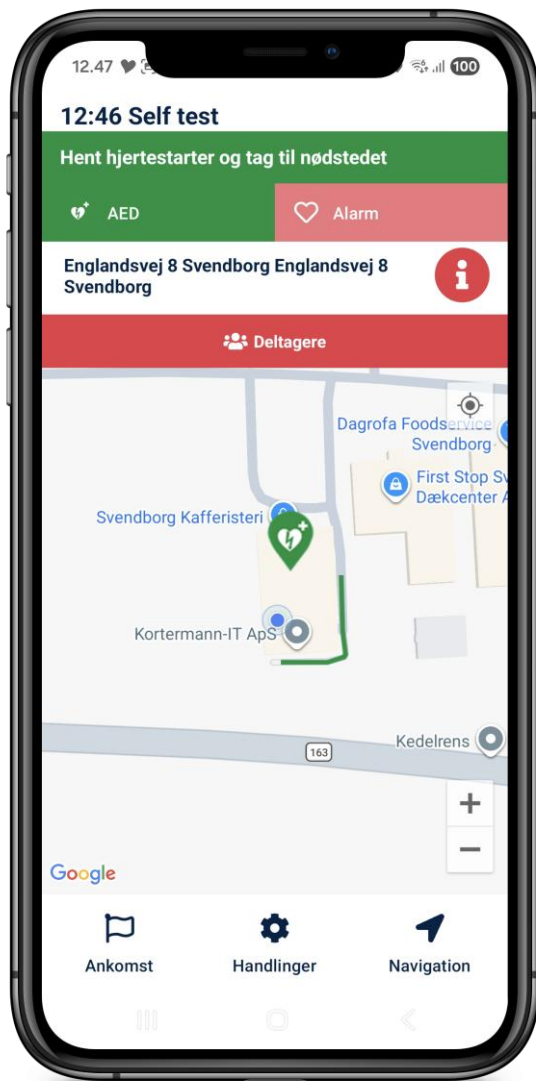 12.47
100
12:46 Self test
Hent hjertestarter og tag til nødstedet
AED
Alarm
Englandsvej 8 Svendborg Englandsvej 8
Svendborg
Deltagere
Dagrofa Foodservice
Svendborg
First Stop Sv
Dækcenter A
Svendborg Kafferisteri
Kortermann-IT ApS
Kedelrens
163
+
−
Google
Ankomst
Handlinger
Navigation